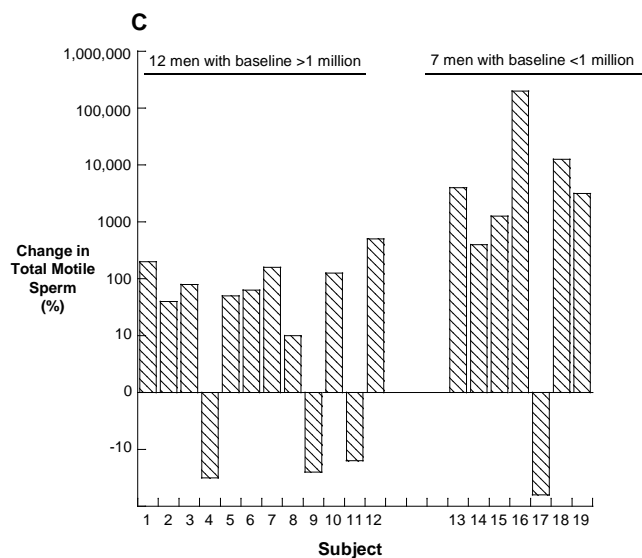 C
1,000,000
12 men with baseline >1 million
7 men with baseline <1 million
100,000
10,000
1000
Change in
Total Motile
Sperm
(%)
100
10
0
-10
1 2 3 4 5 6 7 8 9 10 11 12 13 14 15 16 17 18 19
Subject